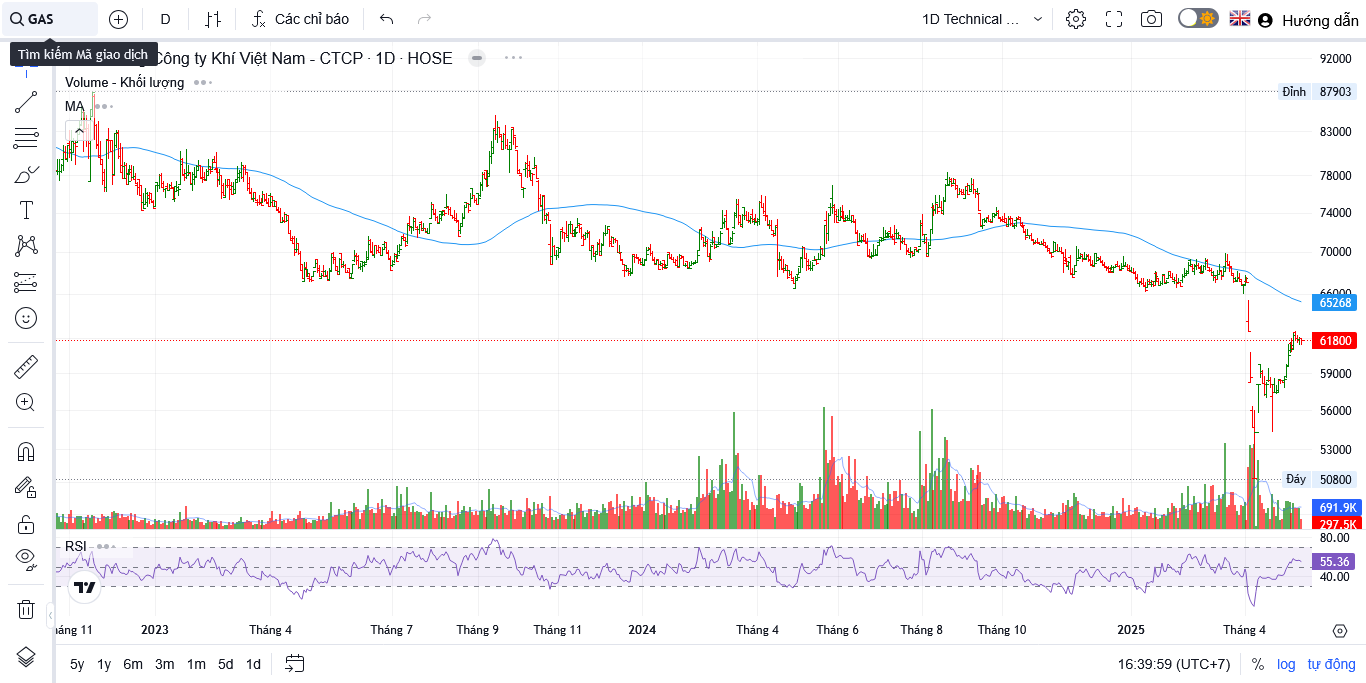 GAS
D
Các chỉ báo
1D Technical ...
Hướng dẫn
Tìm kiếm Mã giao dịch
Công ty Khí Việt Nam - CTCP · 1D · HOSE
Volume - Khối lượng
MA
92000
Đỉnh 87903
83000
78000
74000
70000
66000
65268
61800
59000
56000
53000
Đáy 50800
691.9K
297.5K
RSI
80.00
55.36
40.00
áng 11 2023 Tháng 4 Tháng 7 Tháng 9 Tháng 11 2024 Tháng 4 Tháng 6 Tháng 8 Tháng 10 2025 Tháng 4
5y 1y 6m 3m 1m 5d 1d
16:39:59 (UTC+7) % log tự động